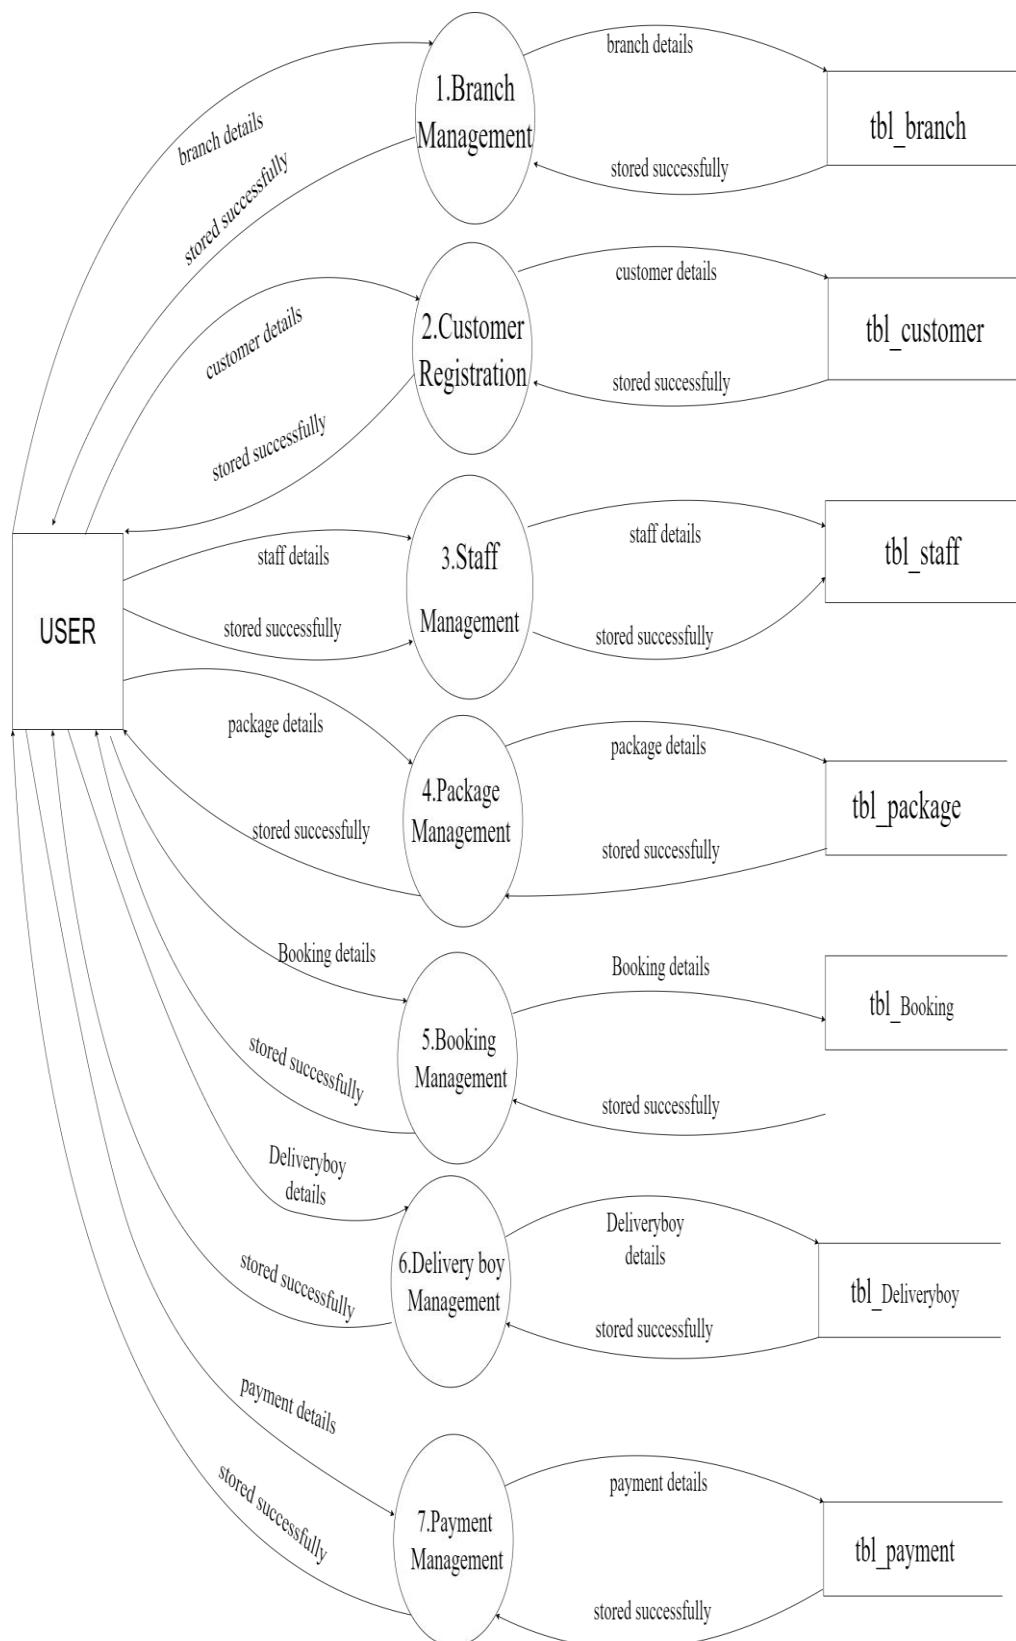 branch details
1.Branch
Management
branch details
tbl_branch
stored successfully
stored successfully
customer details
2.Customer
Registration
customer details
tbl_customer
stored successfully
stored successfully
USER
staff details
3.Staff
Management
staff details
tbl_staff
stored successfully
stored successfully
package details
4.Package
Management
package details
tbl_package
stored successfully
stored successfully
Booking details
5.Booking
Management
Booking details
tbl_Booking
stored successfully
stored successfully
Deliveryboy
details
6.Delivery boy
Management
Deliveryboy
details
tbl_Deliveryboy
stored successfully
stored successfully
payment details
7.Payment
Management
payment details
tbl_payment
stored successfully
stored successfully